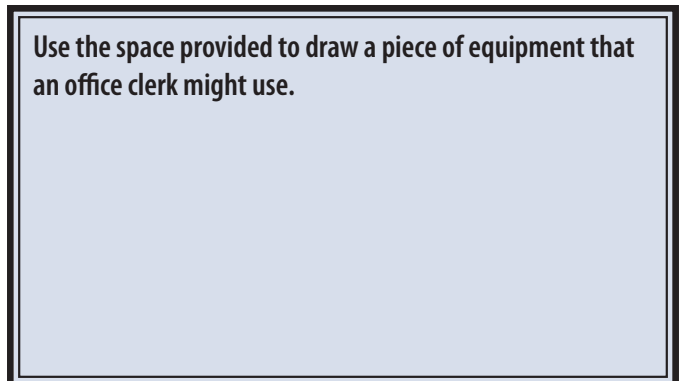 Use the space provided to draw a piece of equipment that
an office clerk might use.